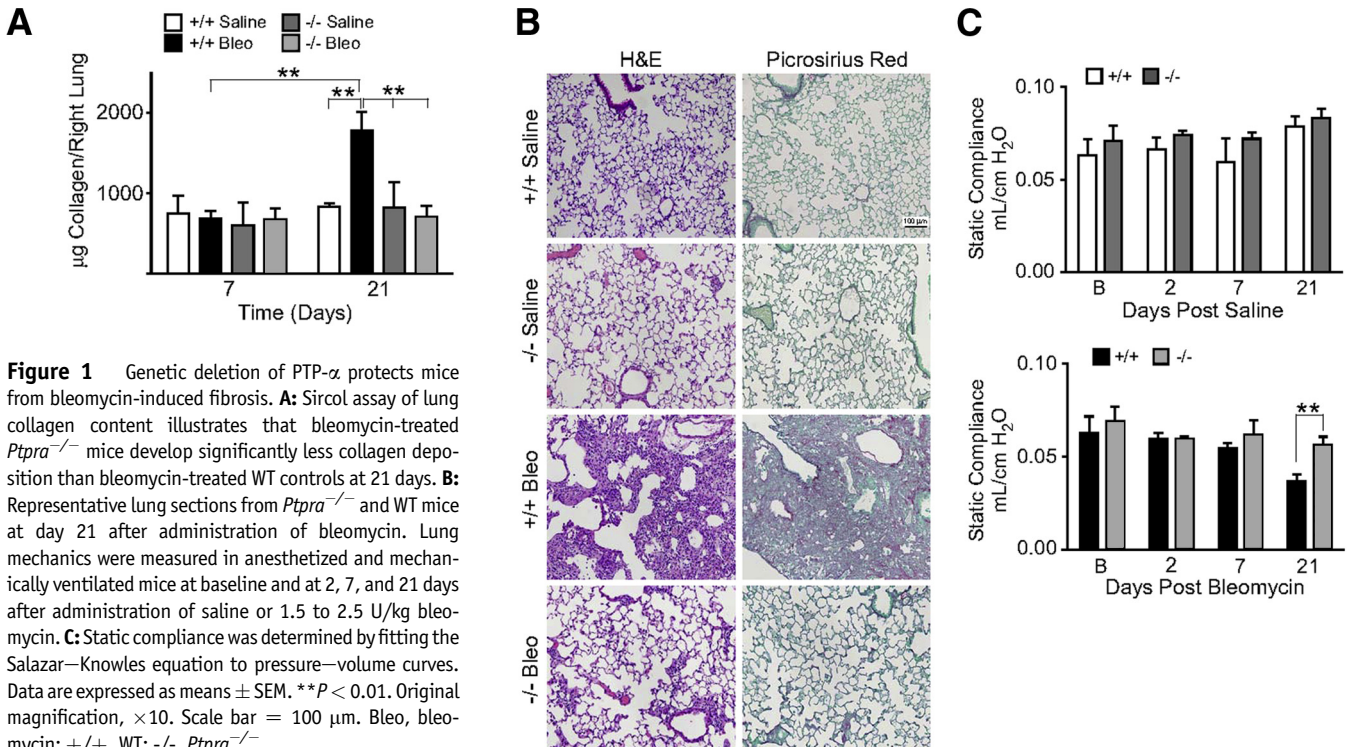 A
+/+ Saline
-/- Saline
+/+ Bleo
-/- Bleo
µg Collagen/Right Lung
**
**
**
2000
1000
7
21
Time (Days)
Figure 1 Genetic deletion of PTP-α protects mice
from bleomycin-induced fibrosis. A: Sircol assay of lung
collagen content illustrates that bleomycin-treated
Ptpra−/− mice develop significantly less collagen depo-
sition than bleomycin-treated WT controls at 21 days. B:
Representative lung sections from Ptpra−/− and WT mice
at day 21 after administration of bleomycin. Lung
mechanics were measured in anesthetized and mechan-
ically ventilated mice at baseline and at 2, 7, and 21 days
after administration of saline or 1.5 to 2.5 U/kg bleo-
mycin. C: Static compliance was determined by fitting the
Salazar–Knowles equation to pressure–volume curves.
Data are expressed as means ± SEM. **P < 0.01. Original
magnification, ×10. Scale bar = 100 µm. Bleo, bleo-
mycin; +/+, WT; -/-, Ptpra−/−
B
H&E
Picrosirius Red
+/+ Saline
100 µm
-/- Saline
+/+ Bleo
-/- Bleo
C
+/+
-/-
Static Compliance
mL/cm H2O
0.10
0.05
0.00
B
2
7
21
Days Post Saline
+/+
-/-
Static Compliance
mL/cm H2O
0.10
0.05
0.00
**
B
2
7
21
Days Post Bleomycin